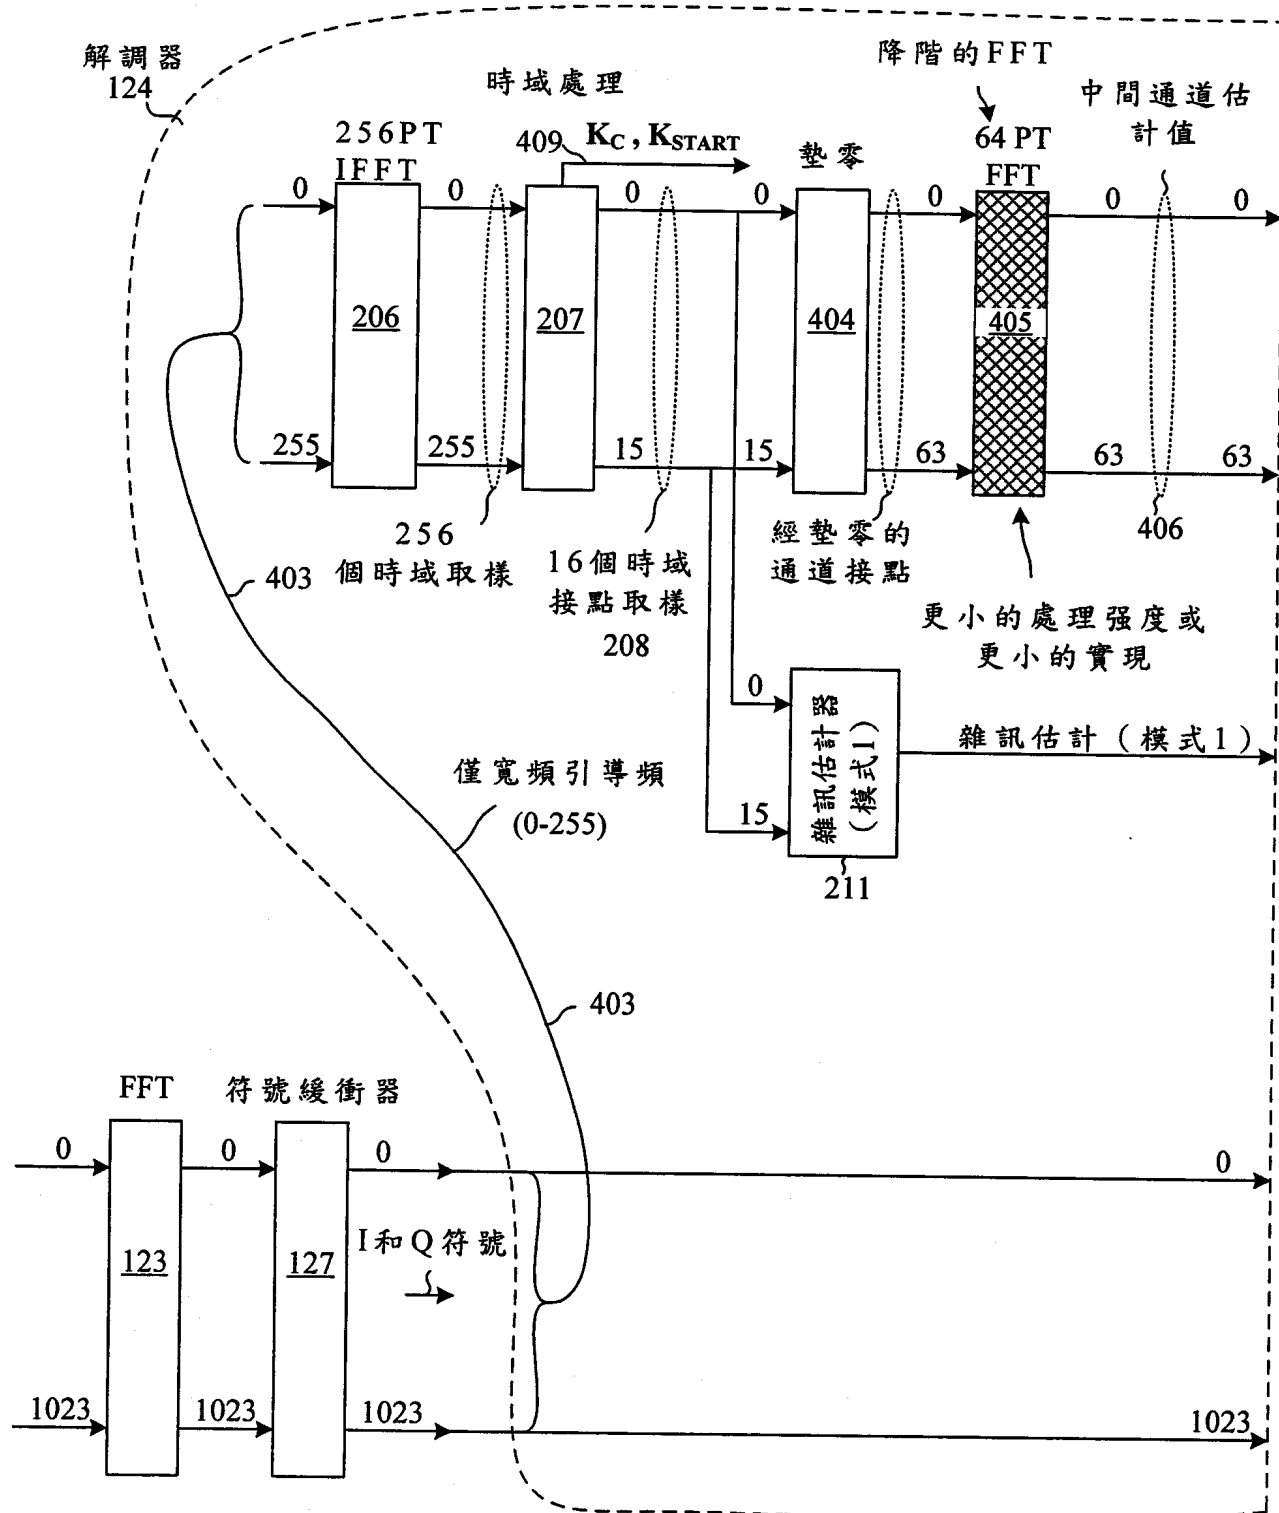 解調器
124
時域處理
降階的FFT
中間通道估
計值
256PT
IFFT
409
K_C , K_START
墊零
64 PT
FFT
0
0
0
0
0
0
0
206
207
404
405
255
255
15
15
63
63
63
256
個時域取樣
16個時域
接點取樣
208
經墊零的
通道接點
406
更小的處理强度或
更小的實現
403
0
雜訊估計器
(模式1)
雜訊估計(模式1)
15
211
僅寬頻引導頻
(0-255)
403
FFT
符號緩衝器
0
0
0
0
123
127
I和Q符號
1023
1023
1023
1023